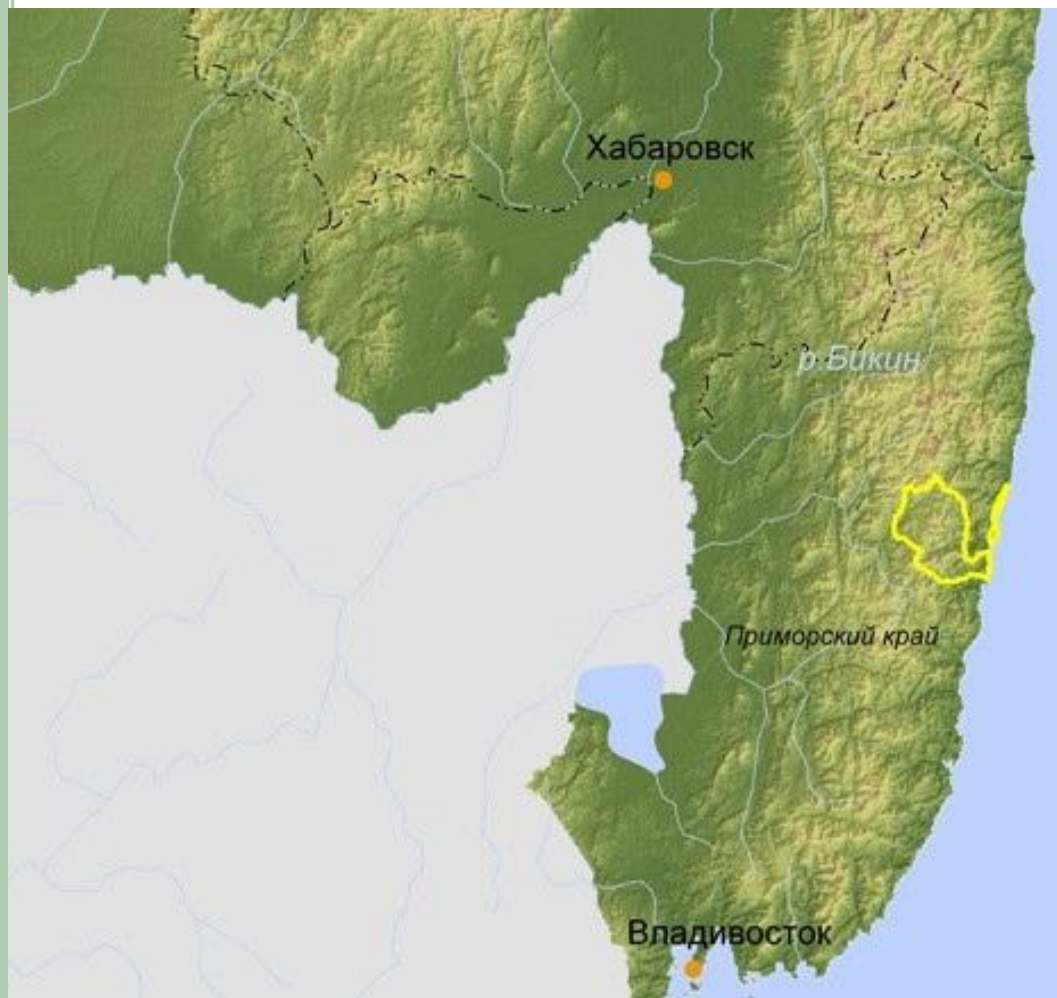 Хабаровск
р.Бикин
Приморский край
Владивосток